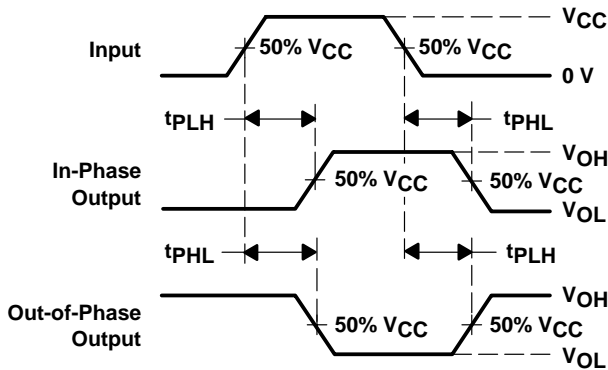 VCC
Input
50% VCC
50% VCC
0 V
tPLH
tPHL
In-Phase
Output
VOH
50% VCC
50% VCC
VOL
tPHL
tPLH
Out-of-Phase
Output
VOH
50% VCC
50% VCC
VOL